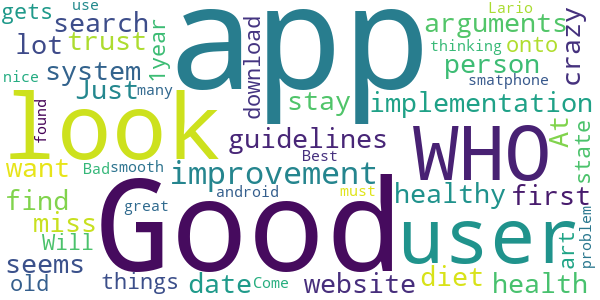 gets use app Lario
search arguments nice
lot trust 1year download thinking onto crazy
system person smatphone
Just stay many implementation
look found WHO At state
guidelines
want Bad smooth improvement Best
find Good android healthy must first
miss great user art problem
Will
seems things date website Come diet health
old